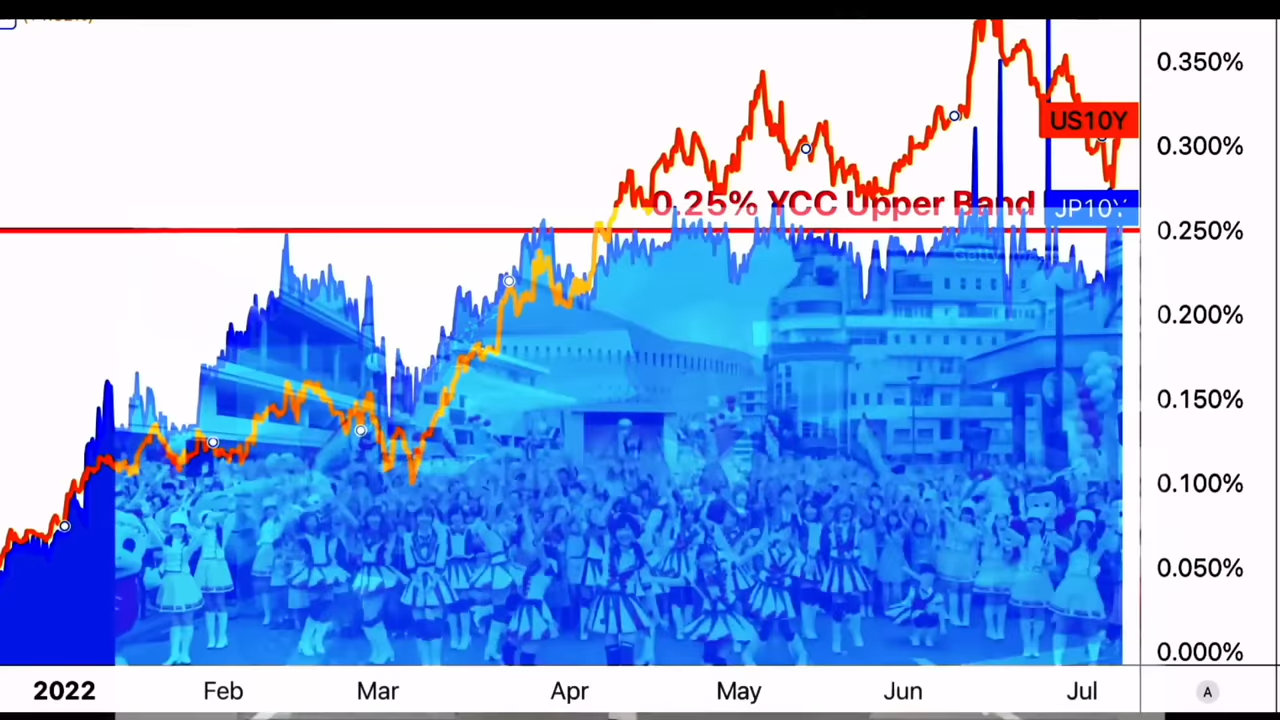 0.350%
US10Y
0.300%
0.25% YCC Upper Band
JP10Y
0.250%
0.200%
0.150%
0.100%
0.050%
0.000%
2022 Feb Mar Apr May Jun Jul
A